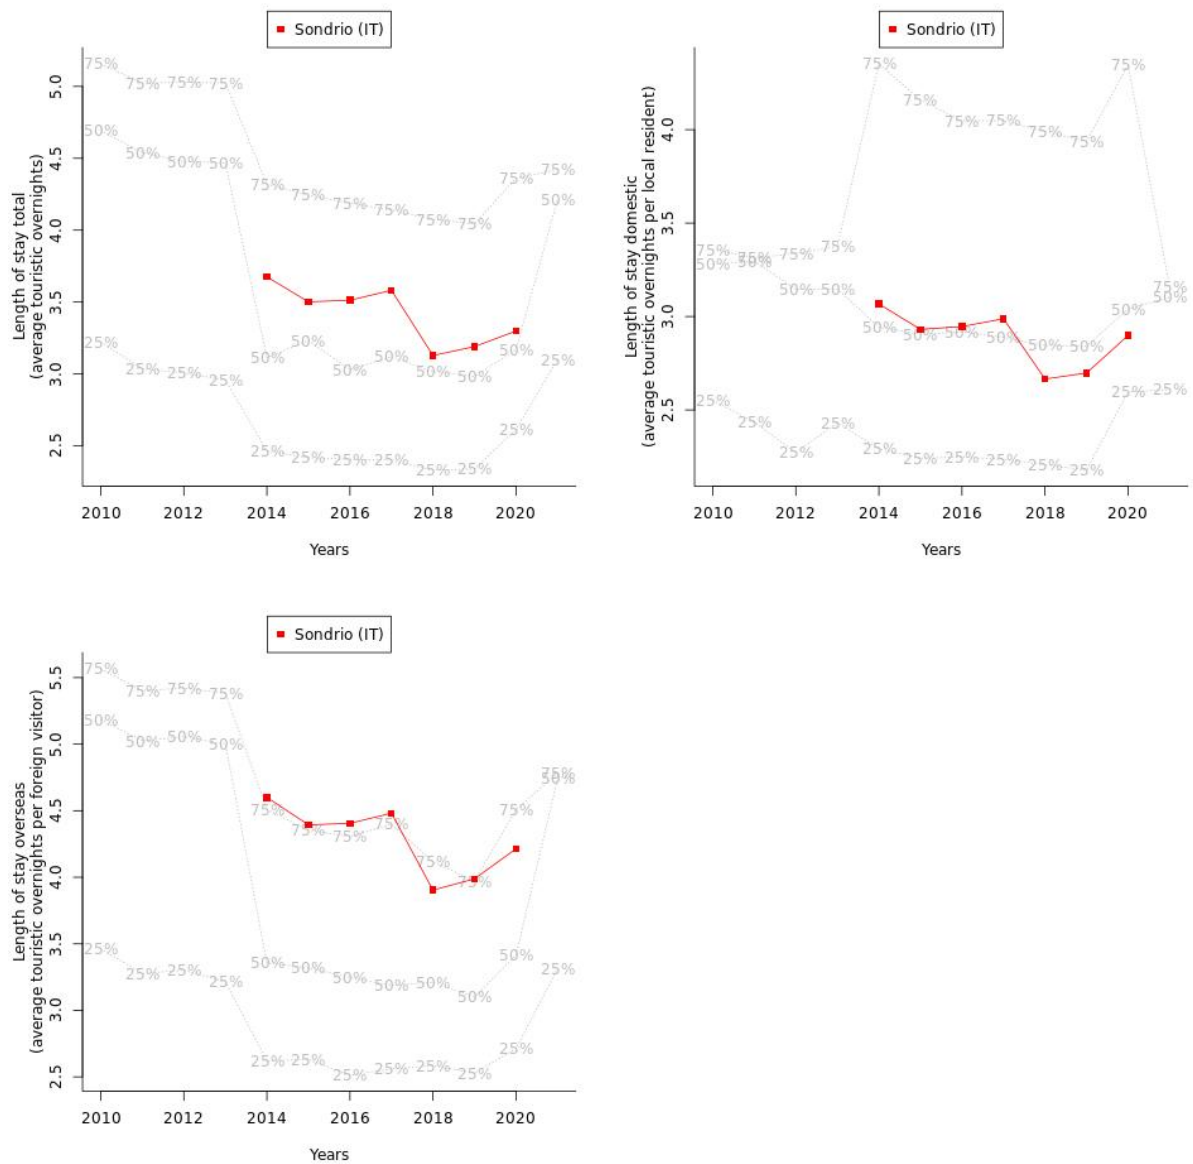 Sondrio (IT)
Length of stay total
(average touristic overnights)
5.0
4.5
4.0
3.5
3.0
2.5
75% 75% 75% 75% 75% 75% 75% 75% 75% 75% 75% 75%
50% 50% 50% 50% 50% 50% 50% 50% 50% 50% 50% 50%
25% 25% 25% 25% 25% 25% 25% 25% 25% 25% 25% 25%
2010 2012 2014 2016 2018 2020
Years
Sondrio (IT)
Length of stay domestic
(average touristic overnights per local resident)
4.0
3.5
3.0
2.5
75% 75% 75% 75% 75% 75% 75% 75% 75% 75% 75% 75%
50% 50% 50% 50% 50% 50% 50% 50% 50% 50% 50% 50%
25% 25% 25% 25% 25% 25% 25% 25% 25% 25% 25% 25%
2010 2012 2014 2016 2018 2020
Years
Sondrio (IT)
Length of stay overseas
(average touristic overnights per foreign visitor)
5.5
5.0
4.5
4.0
3.5
3.0
2.5
75% 75% 75% 75% 75% 75% 75% 75% 75% 75% 75% 75%
50% 50% 50% 50% 50% 50% 50% 50% 50% 50% 50% 50%
25% 25% 25% 25% 25% 25% 25% 25% 25% 25% 25% 25%
2010 2012 2014 2016 2018 2020
Years